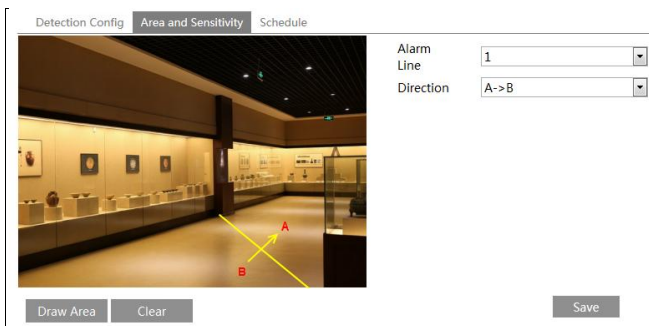 Detection Config Area and Sensitivity Schedule
Alarm Line 1
Direction A->B
A
B
Draw Area Clear Save